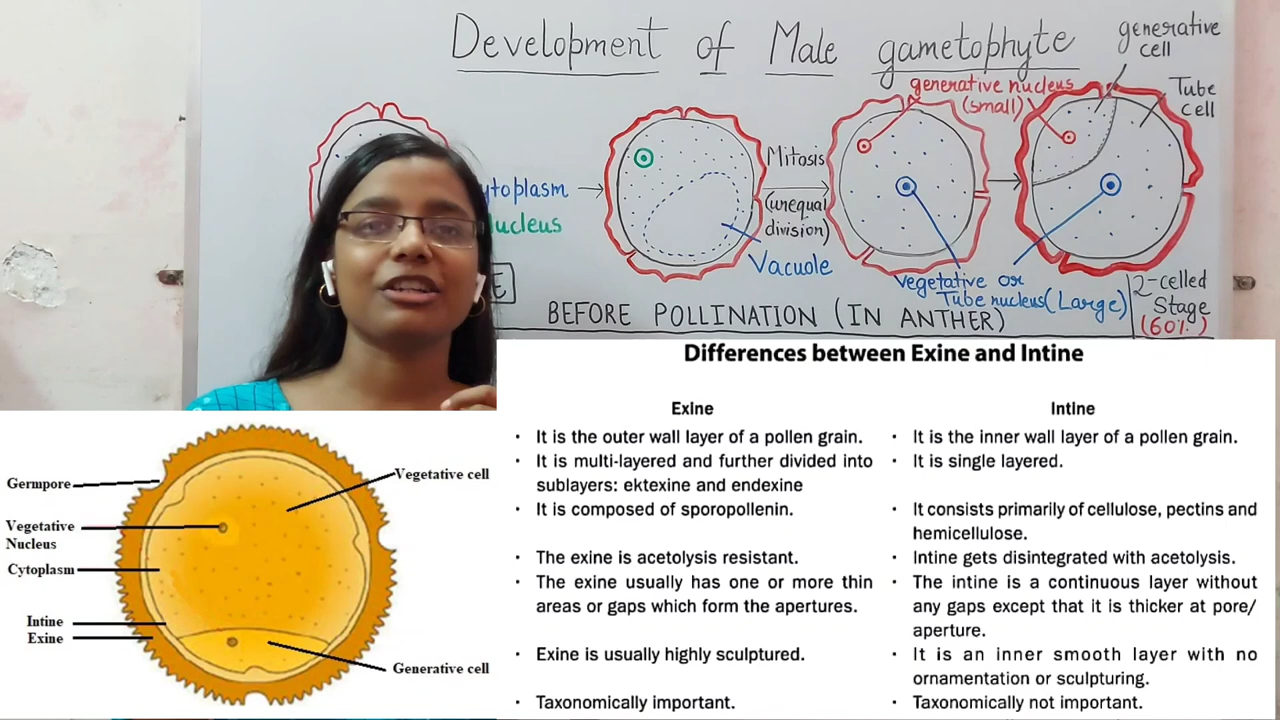 Development of Male gametophyte
generative
cell
generative nucleus
(small)
Tube
cell
ytoplasm
ucleus
Mitosis
(unequal
division)
Vacuole
vegetative or
Tube nucleus (Large)
2-celled
Stage
(60%)
E
BEFORE POLLINATION (IN ANTHER)
Germpore
Vegetative
Nucleus
Cytoplasm
Intine
Exine
Vegetative cell
Generative cell
Differences between Exine and Intine
Exine
· It is the outer wall layer of a pollen grain.
· It is multi-layered and further divided into
sublayers: ektexine and endexine
· It is composed of sporopollenin.
· The exine is acetolysis resistant.
· The exine usually has one or more thin
areas or gaps which form the apertures.
· Exine is usually highly sculptured.
· Taxonomically important.
Intine
· It is the inner wall layer of a pollen grain.
· It is single layered.
· It consists primarily of cellulose, pectins and
hemicellulose.
· Intine gets disintegrated with acetolysis.
· The intine is a continuous layer without
any gaps except that it is thicker at pore/
aperture.
· It is an inner smooth layer with no
ornamentation or sculpturing.
· Taxonomically not important.